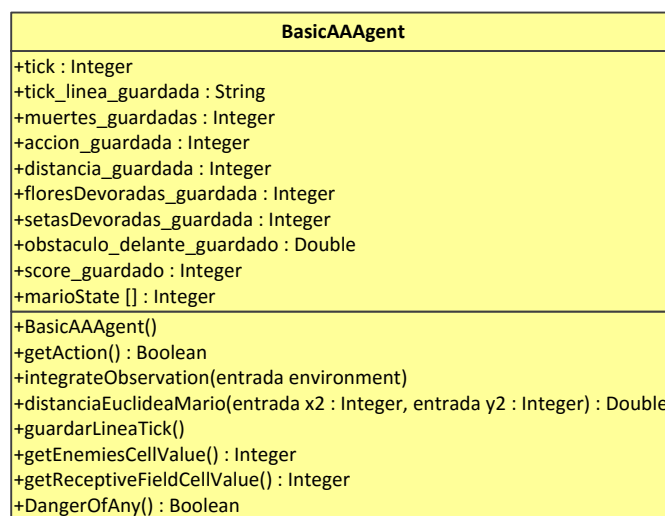 BasicAAAgent
+tick : Integer
+tick_linea_guardada : String
+muertes_guardadas : Integer
+accion_guardada : Integer
+distancia_guardada : Integer
+floresDevoradas_guardada : Integer
+setasDevoradas_guardada : Integer
+obstaculo_delante_guardado : Double
+score_guardado : Integer
+marioState [] : Integer
+BasicAAAgent()
+getAction() : Boolean
+integrateObservation(entrada environment)
+distanciaEuclideaMario(entrada x2 : Integer, entrada y2 : Integer) : Double
+guardarLineaTick()
+getEnemiesCellValue() : Integer
+getReceptiveFieldCellValue() : Integer
+DangerOfAny() : Boolean